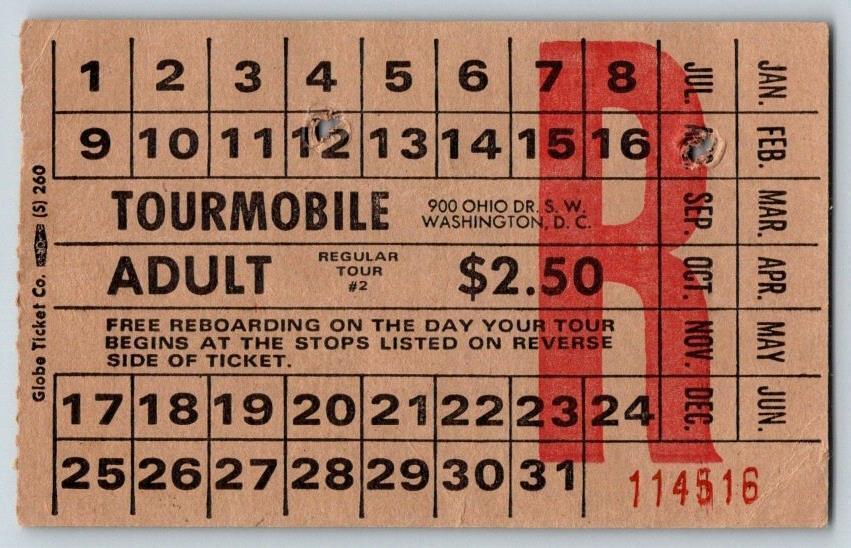 1 2 3 4 5 6 7 8
9 10 11 12 13 14 15 16
TOURMOBILE
900 OHIO DR. S. W.
WASHINGTON, D. C.
ADULT
REGULAR
TOUR
#2
$2.50
FREE REBOARDING ON THE DAY YOUR TOUR
BEGINS AT THE STOPS LISTED ON REVERSE
SIDE OF TICKET.
17 18 19 20 21 22 23 24
25 26 27 28 29 30 31
R
JAN. FEB. MAR. APR. MAY JUN.
JUL. SEP. OCT. NOV. DEC.
Globe Ticket Co. (S) 260